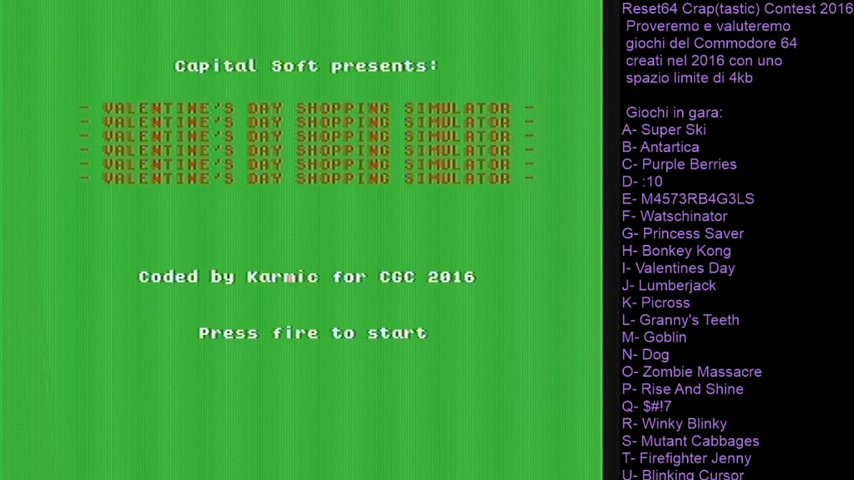 Capital Soft presents:
- VALENTINE'S DAY SHOPPING SIMULATOR -
- VALENTINE'S DAY SHOPPING SIMULATOR -
- VALENTINE'S DAY SHOPPING SIMULATOR -
- VALENTINE'S DAY SHOPPING SIMULATOR -
- VALENTINE'S DAY SHOPPING SIMULATOR -
- VALENTINE'S DAY SHOPPING SIMULATOR -
Coded by Karmic for CGC 2016
Press fire to start
Reset64 Crap(tastic) Contest 2016
Proveremo e valuteremo
giochi del Commodore 64
creati nel 2016 con uno
spazio limite di 4kb
Giochi in gara:
A- Super Ski
B- Antartica
C- Purple Berries
D- :10
E- M4573RB4G3LS
F- Watschinator
G- Princess Saver
H- Bonkey Kong
I- Valentines Day
J- Lumberjack
K- Picross
L- Granny's Teeth
M- Goblin
N- Dog
O- Zombie Massacre
P- Rise And Shine
Q- $#!7
R- Winky Blinky
S- Mutant Cabbages
T- Firefighter Jenny
U- Blinking Cursor